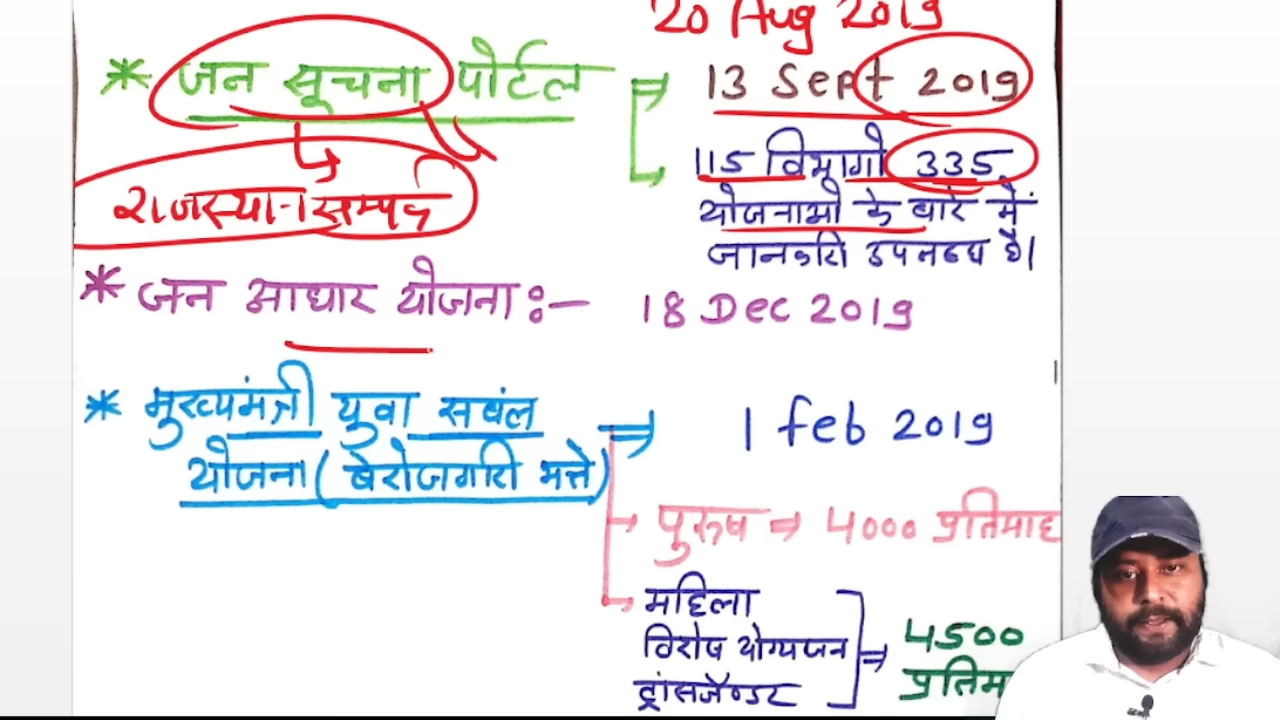 20 Aug 2019
* जन सूचना पोर्टल ⇒ 13 Sept 2019
115 विभागो 335
राजस्थान सम्पर्क
योजनाओ के बारे में
जानकारी उपलब्ध है।
* जन आधार योजना :- 18 Dec 2019
* मुख्यमंत्री युवा सबंल ⇒ 1 feb 2019
योजना ( बेरोजगारी भत्ते)
→ पुरुष ⇒ 4000 प्रतिमाह
→ महिला
विशेष योग्यजन ⇒ 4500
ट्रांसजेण्डर